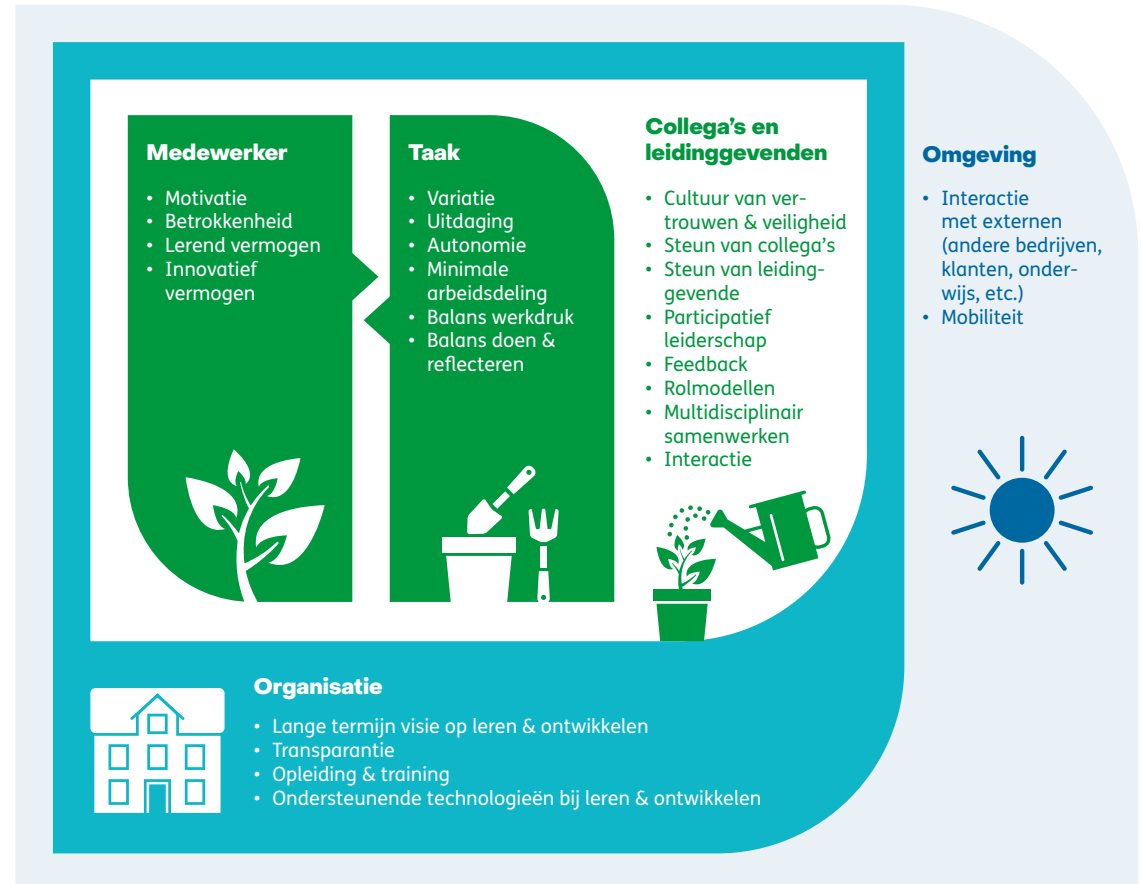 Medewerker
• Motivatie
• Betrokkenheid
• Lerend vermogen
• Innovatief
vermogen
Taak
• Variatie
• Uitdaging
• Autonomie
• Minimale
arbeidsdeling
• Balans werkdruk
• Balans doen &
reflecteren
Collega's en
leidinggevenden
• Cultuur van ver-
trouwen & veiligheid
• Steun van collega's
• Steun van leiding-
gevende
• Participatief
leiderschap
• Feedback
• Rolmodellen
• Multidisciplinair
samenwerken
• Interactie
Omgeving
• Interactie
met externen
(andere bedrijven,
klanten, onder-
wijs, etc.)
• Mobiliteit
Organisatie
• Lange termijn visie op leren & ontwikkelen
• Transparantie
• Opleiding & training
• Ondersteunende technologieën bij leren & ontwikkelen